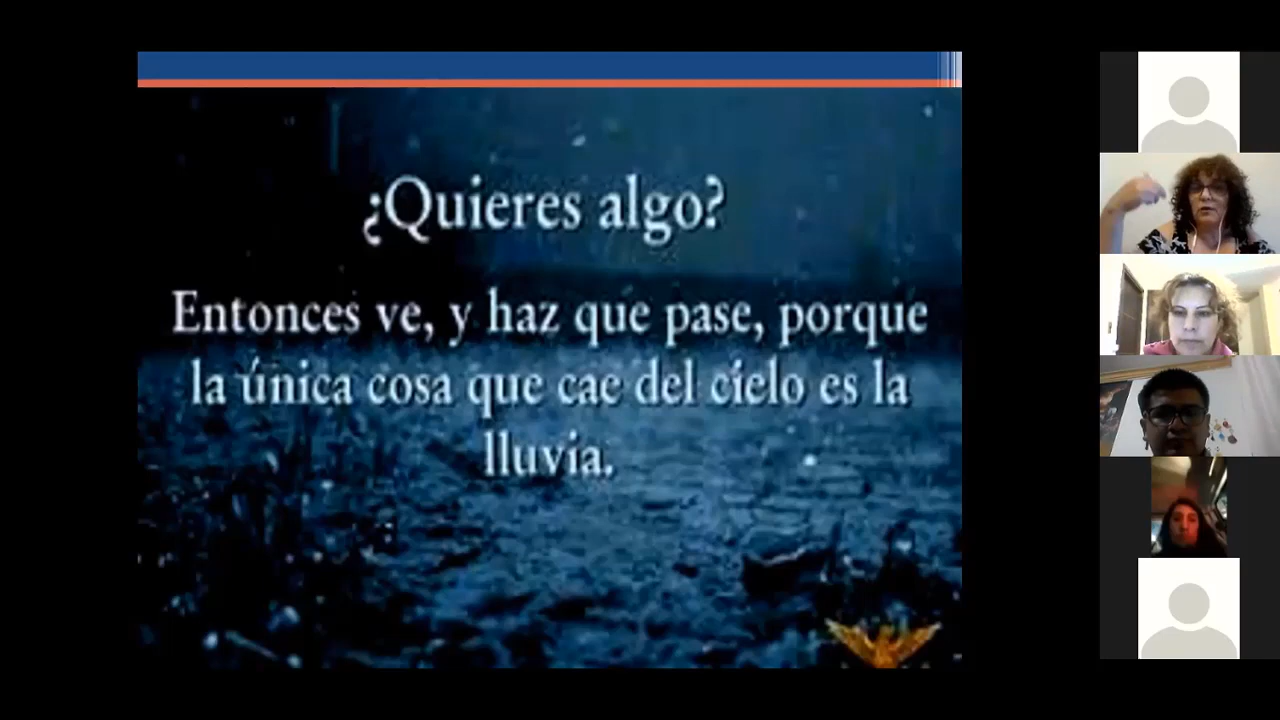 ¿Quieres algo?
Entonces ve, y haz que pase, porque
la única cosa que cae del cielo es la
lluvia.